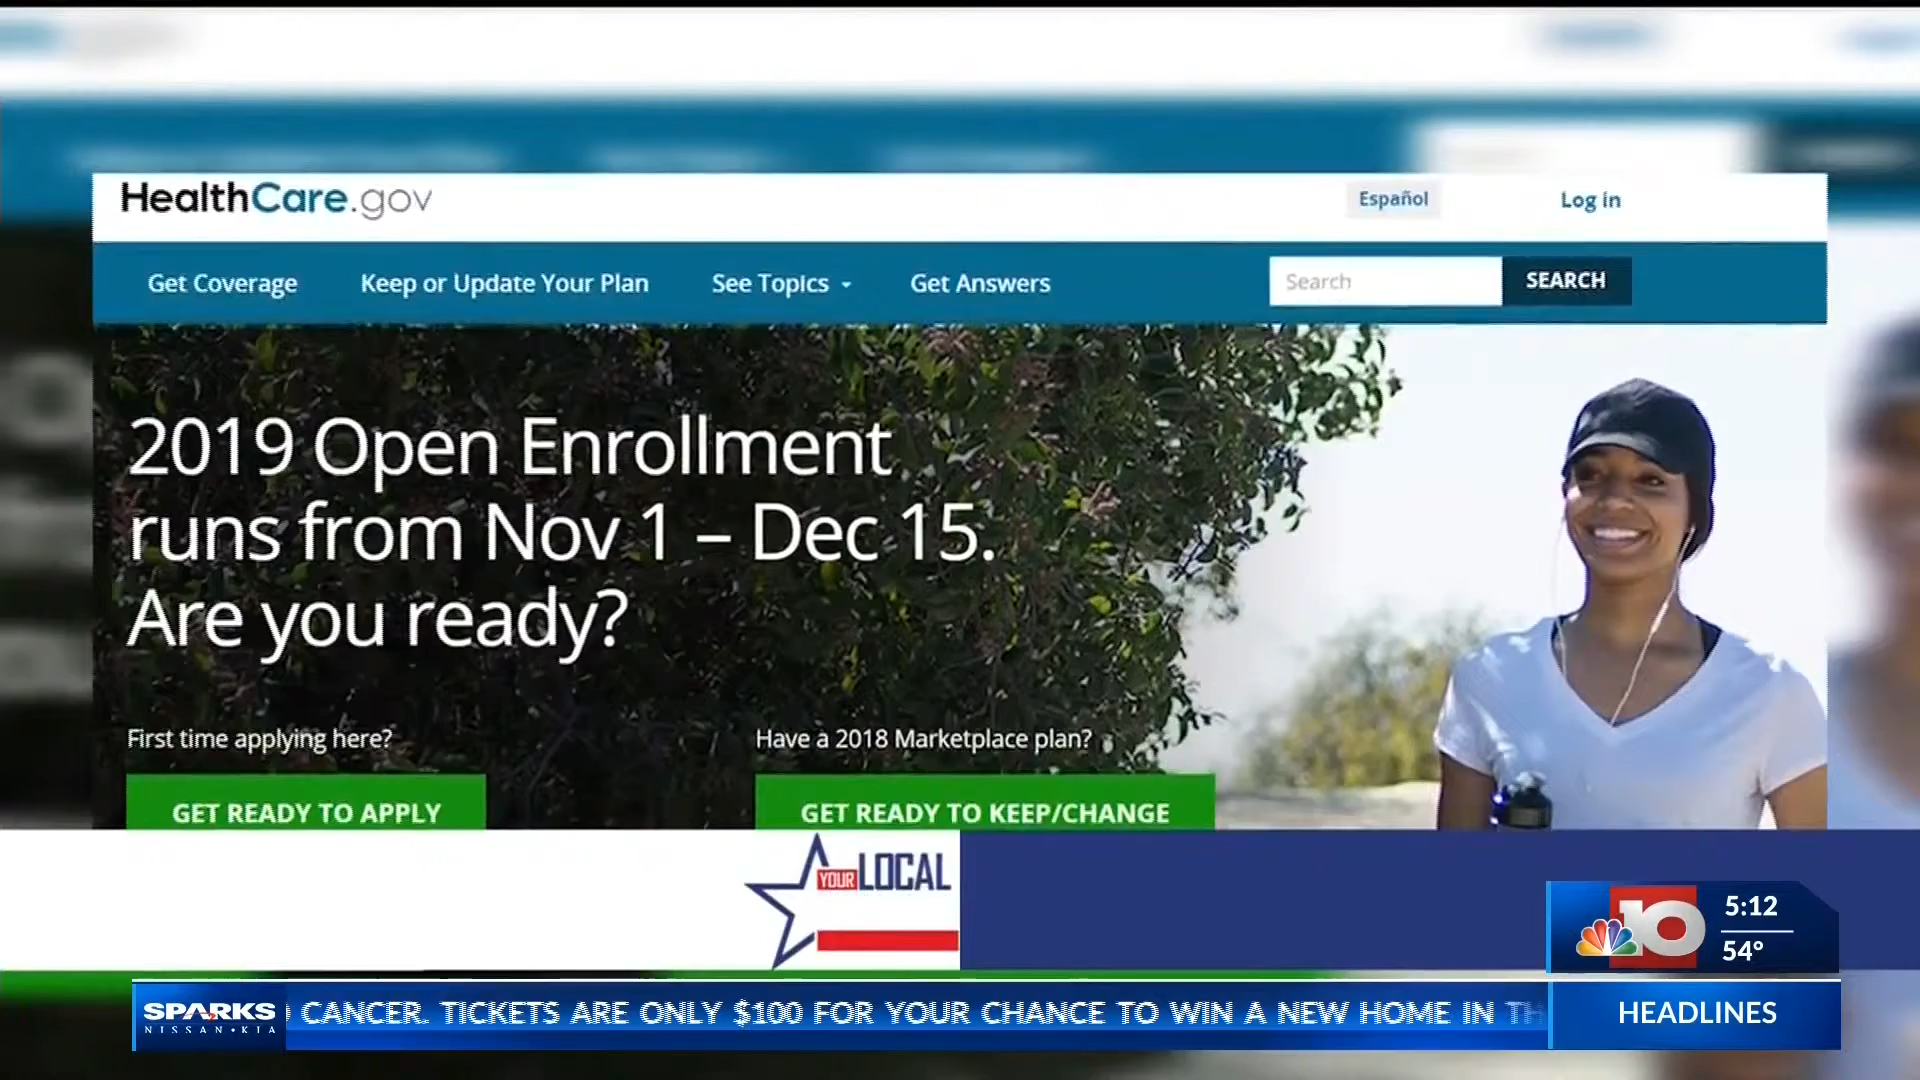 HealthCare.gov
Español
Log in
Get Coverage
Keep or Update Your Plan
See Topics
Get Answers
Search
SEARCH
2019 Open Enrollment
runs from Nov 1 – Dec 15.
Are you ready?
First time applying here?
Have a 2018 Marketplace plan?
GET READY TO APPLY
GET READY TO KEEP/CHANGE
YOUR LOCAL
10
5:12
54°
SPARKS
NISSAN•KIA
CANCER. TICKETS ARE ONLY $100 FOR YOUR CHANCE TO WIN A NEW HOME IN
HEADLINES